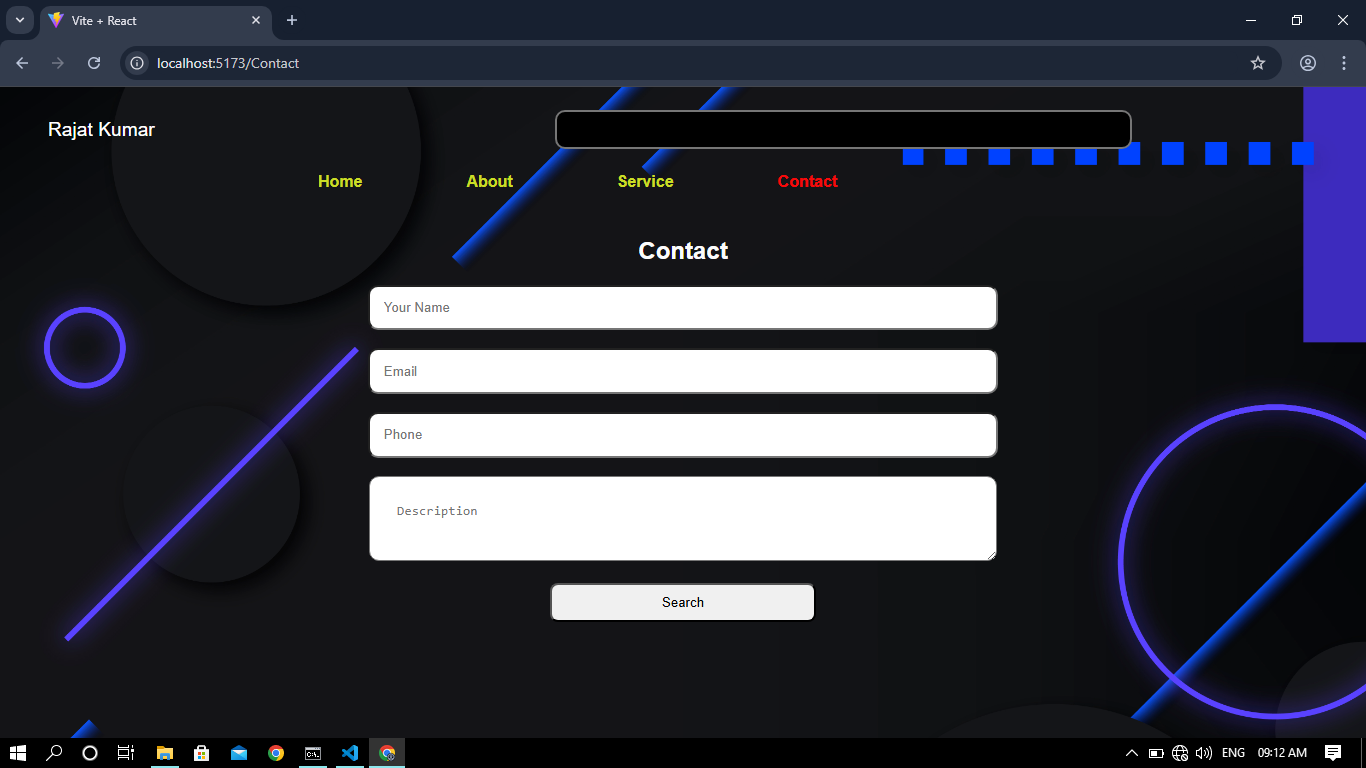 Vite + React
localhost:5173/Contact
Rajat Kumar
Home About Service Contact
Contact
Your Name
Email
Phone
Description
Search
ENG 09:12 AM